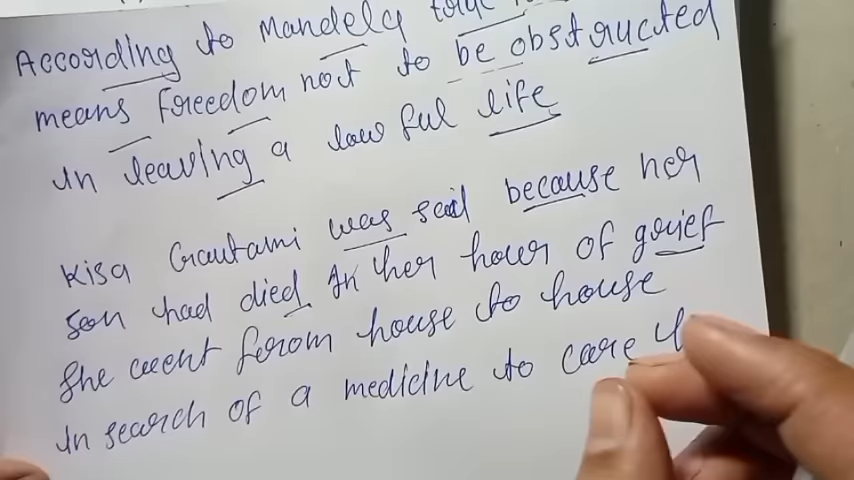 According to Mandela
means freedom not to be obstructed
in leaving a lawful life
Kisa Gautami was sad because her
son had died In her hour of grief
She went from house to house
in search of a medicine to care